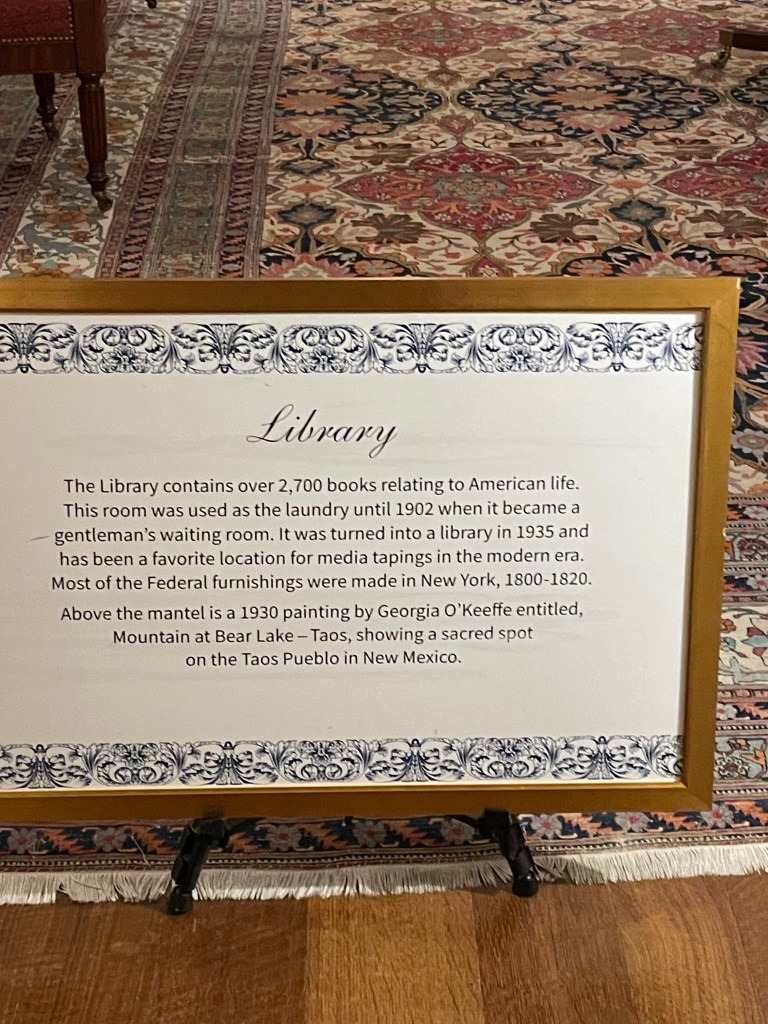 Library
The Library contains over 2,700 books relating to American life.
This room was used as the laundry until 1902 when it became a
gentleman's waiting room. It was turned into a library in 1935 and
has been a favorite location for media tapings in the modern era.
Most of the Federal furnishings were made in New York, 1800-1820.
Above the mantel is a 1930 painting by Georgia O'Keeffe entitled,
Mountain at Bear Lake – Taos, showing a sacred spot
on the Taos Pueblo in New Mexico.